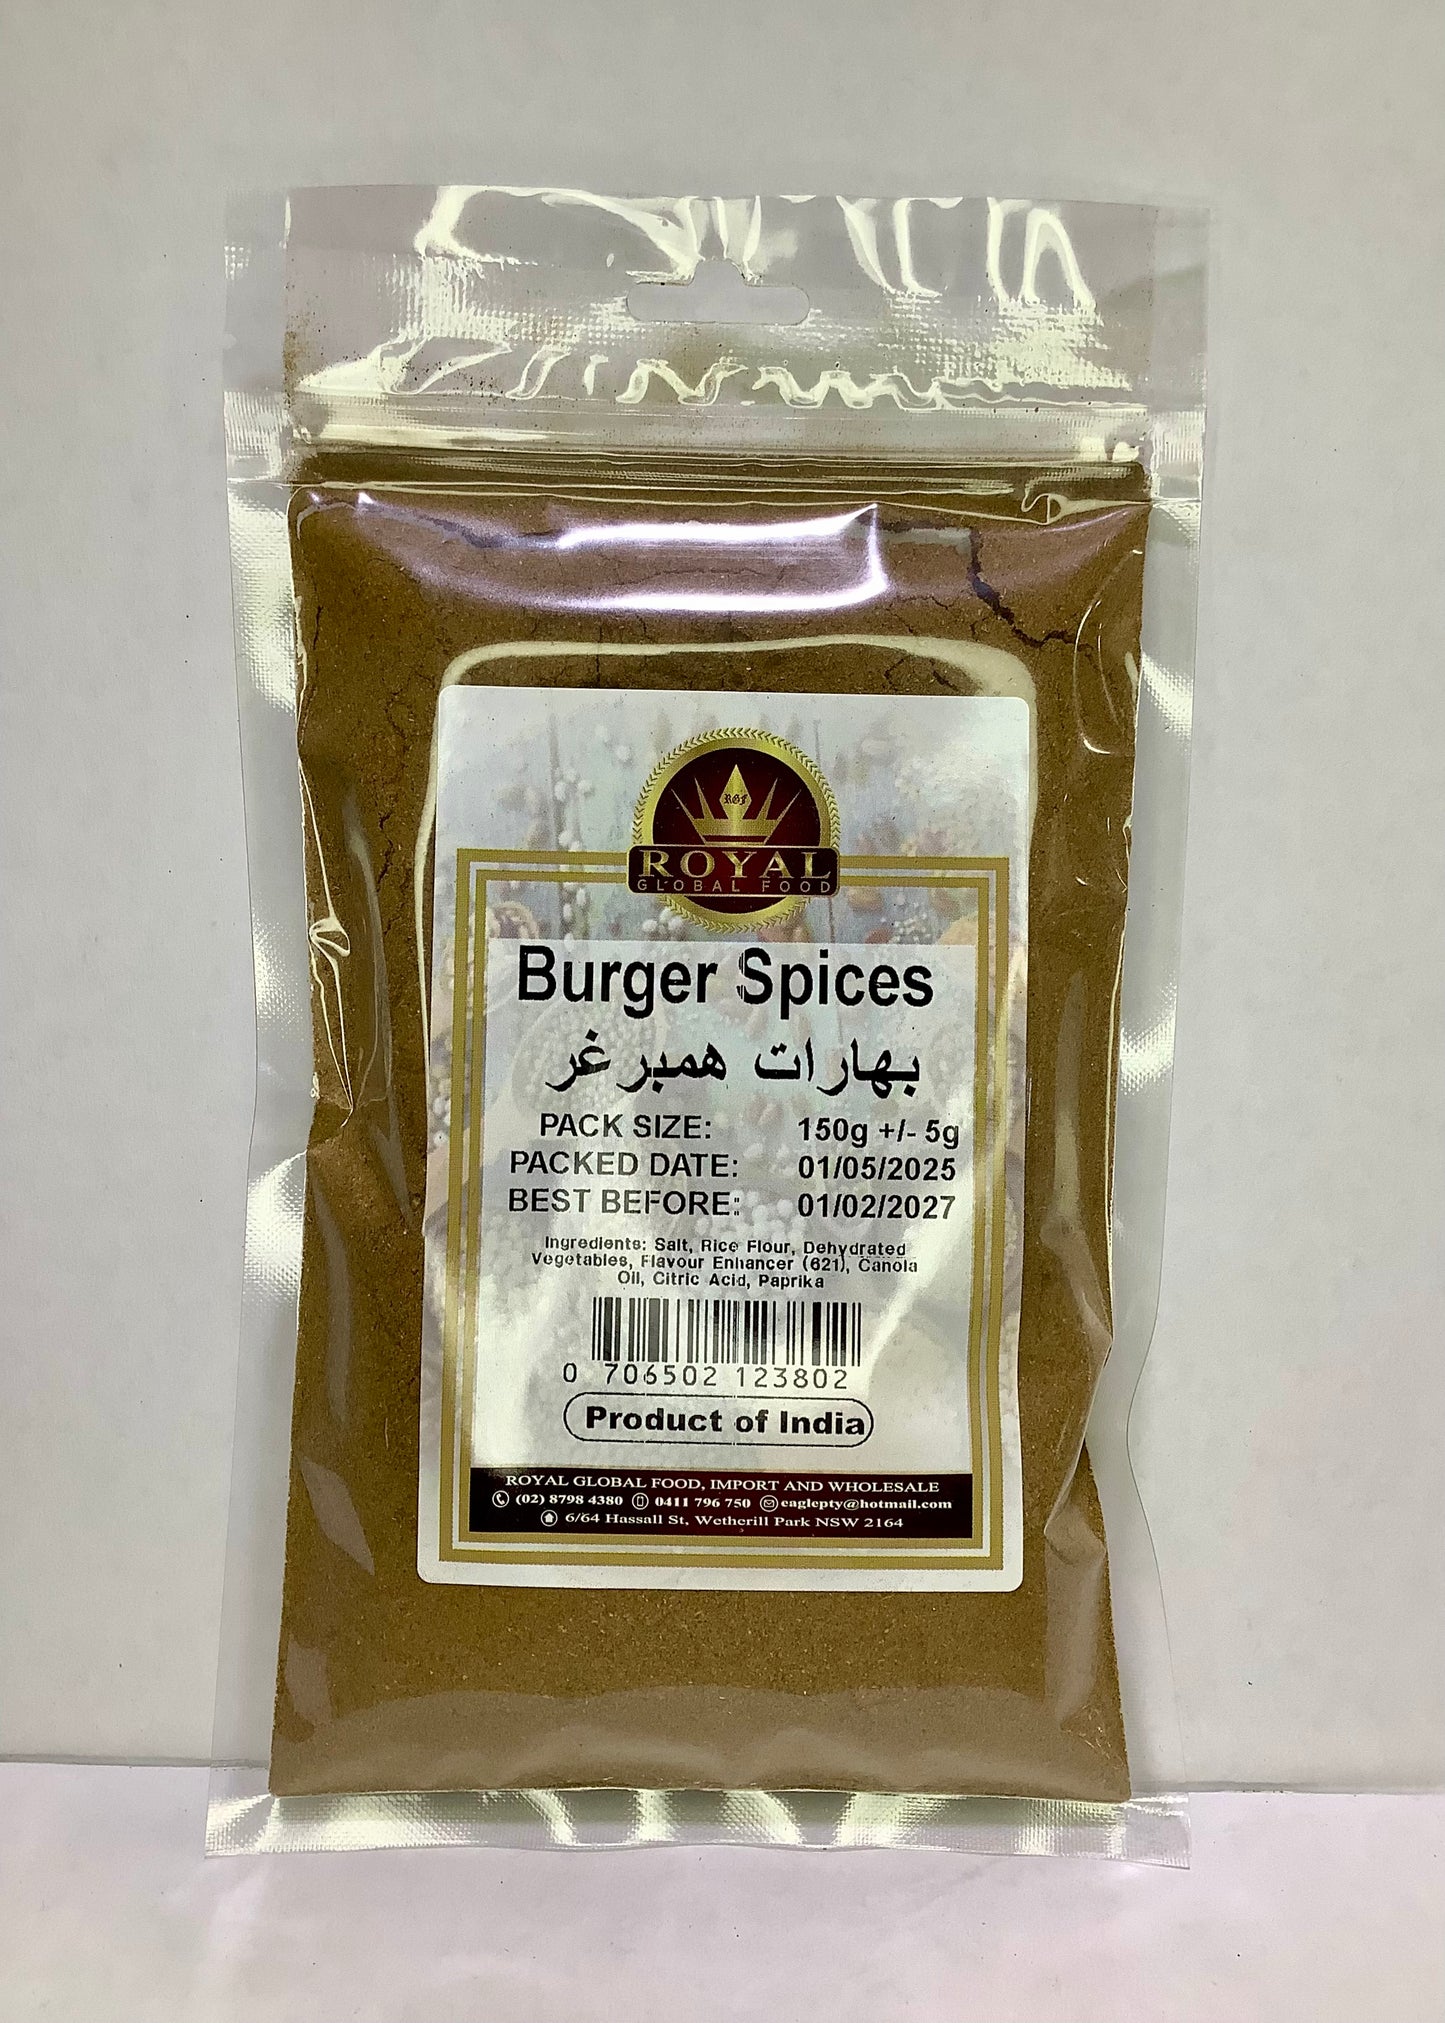 RGF
ROYAL
GLOBAL FOOD
Burger Spices
بهارات همبرغر
PACK SIZE: 150g +/- 5g
PACKED DATE: 01/05/2025
BEST BEFORE: 01/02/2027
Ingredients: Salt, Rice Flour, Dehydrated
Vegetables, Flavour Enhancer (621), Canola
Oil, Citric Acid, Paprika
0 706502 123802
Product of India
ROYAL GLOBAL FOOD, IMPORT AND WHOLESALE
(02) 8798 4380 0411 796 750 eaglepty@hotmail.com
6/64 Hassall St, Wetherill Park NSW 2164